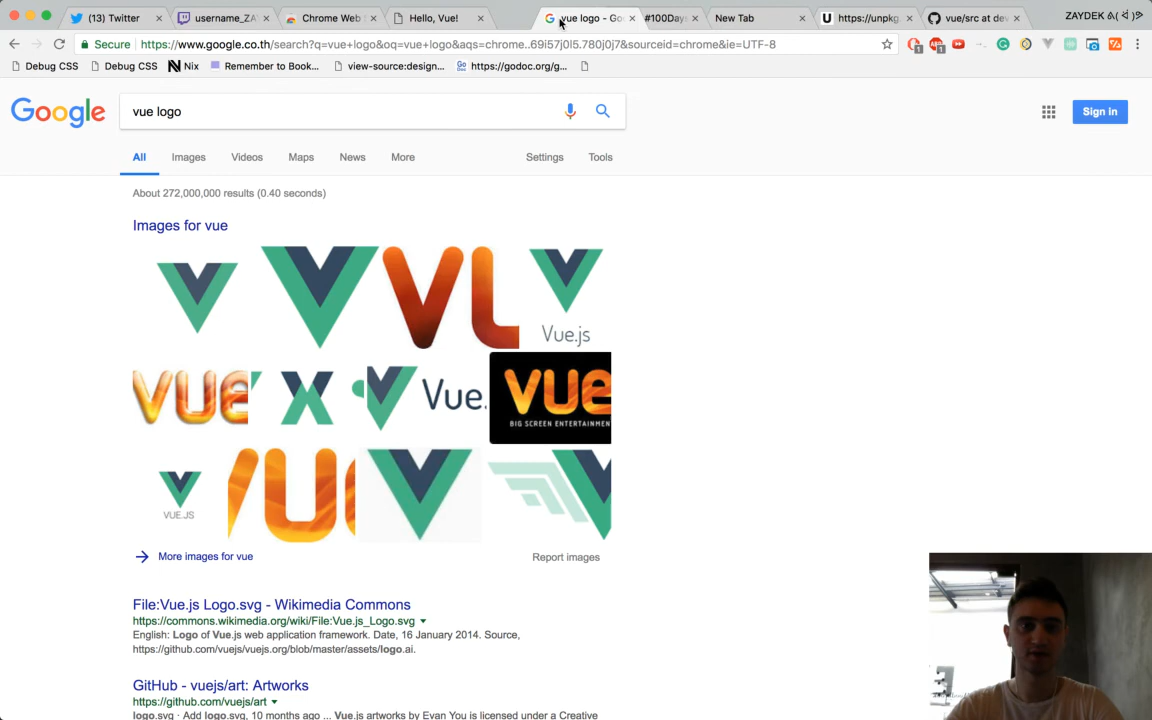 (13) Twitter
username_ZA
Chrome Web
Hello, Vue!
vue logo - Go
#100Days
New Tab
https://unpkg
vue/src at dev
ZAYDEK
Secure
https://www.google.co.th/search?q=vue+logo&oq=vue+logo&aqs=chrome..69i57j0l5.780j0j7&sourceid=chrome&ie=UTF-8
Debug CSS
Debug CSS
Nix
Remember to Book...
view-source:design...
https://godoc.org/g...
Google
vue logo
Sign in
All
Images
Videos
Maps
News
More
Settings
Tools
About 272,000,000 results (0.40 seconds)
Images for vue
Vue.js
VUE
Vue.
VUE
BIG SCREEN ENTERTAINMEN
VUE.JS
More images for vue
Report images
File:Vue.js Logo.svg - Wikimedia Commons
https://commons.wikimedia.org/wiki/File:Vue.js_Logo.svg
English: Logo of Vue.js web application framework. Date, 16 January 2014. Source,
https://github.com/vuejs/vuejs.org/blob/master/assets/logo.ai.
GitHub - vuejs/art: Artworks
https://github.com/vuejs/art
logo.svg · Add logo.svg, 10 months ago ... Vue.js artworks by Evan You is licensed under a Creative